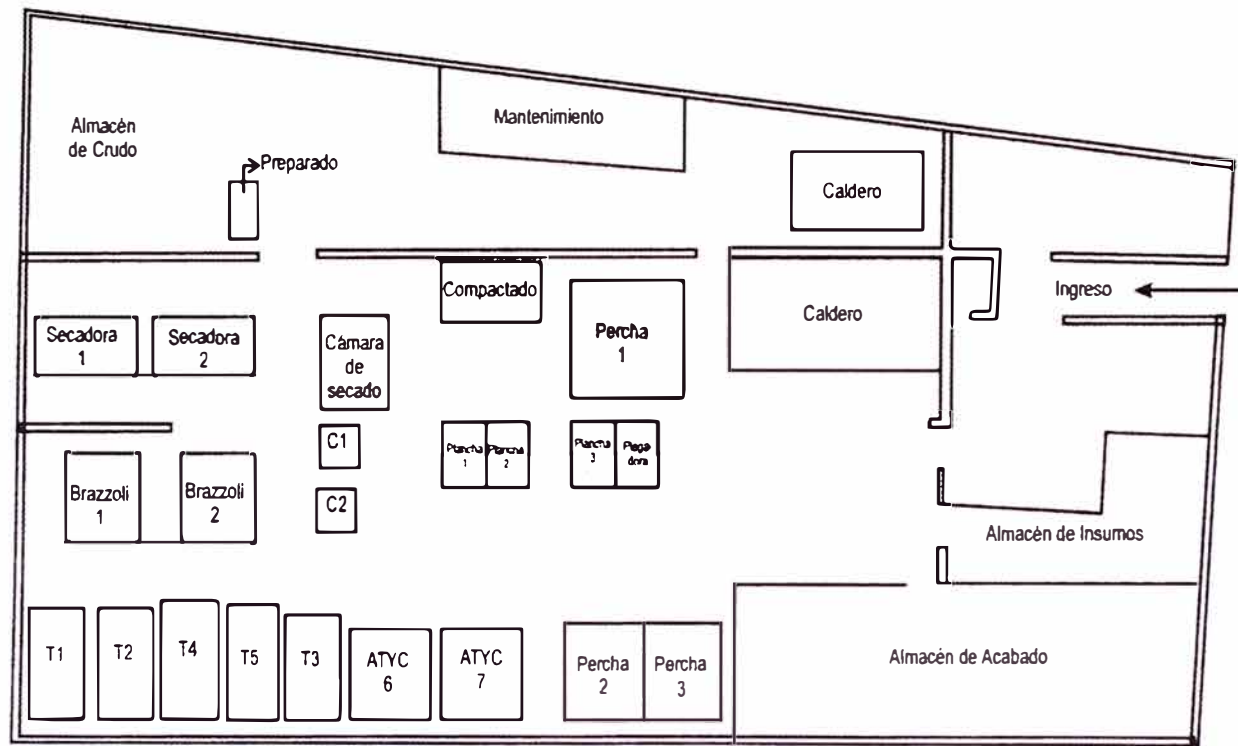 Almacén
de Crudo
Preparado
Mantenimiento
Caldero
Ingreso
Compactado
Percha
1
Caldero
Secadora
1
Secadora
2
Cámara
de
secado
C1
C2
Plancha
1
Plancha
2
Plancha
3
Plega
dora
Brazzoli
1
Brazzoli
2
Almacén de Insumos
T1
T2
T4
T5
T3
ATYC
6
ATYC
7
Percha
2
Percha
3
Almacén de Acabado